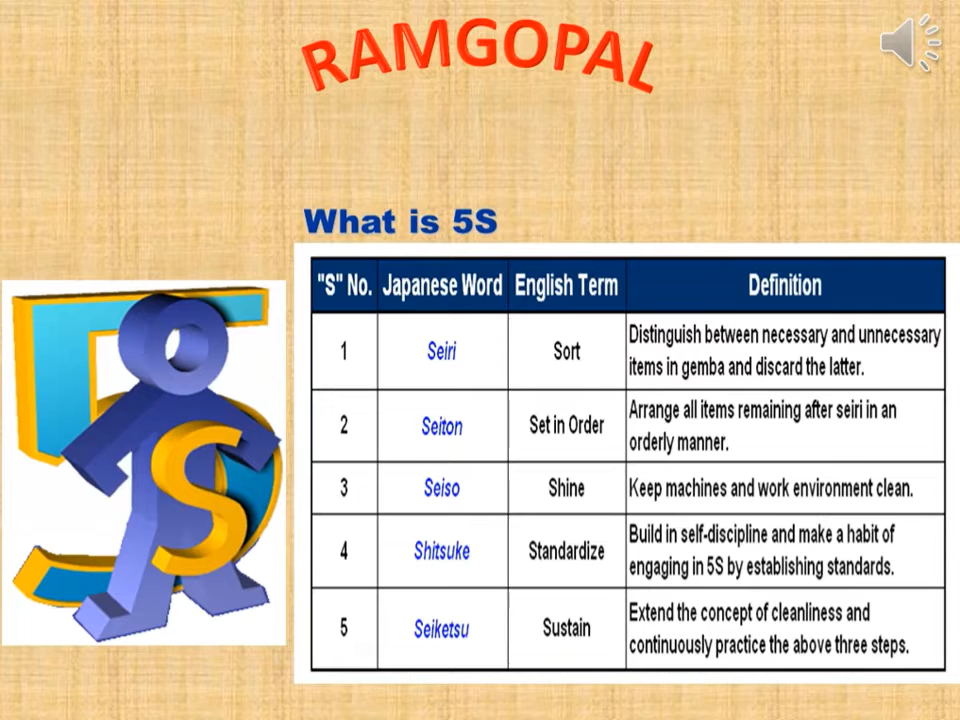 RAMGOPAL
What is 5S
5S
"S" No. Japanese Word English Term Definition
1 Seiri Sort Distinguish between necessary and unnecessary
items in gemba and discard the latter.
2 Seiton Set in Order Arrange all items remaining after seiri in an
orderly manner.
3 Seiso Shine Keep machines and work environment clean.
4 Shitsuke Standardize Build in self-discipline and make a habit of
engaging in 5S by establishing standards.
5 Seiketsu Sustain Extend the concept of cleanliness and
continuously practice the above three steps.